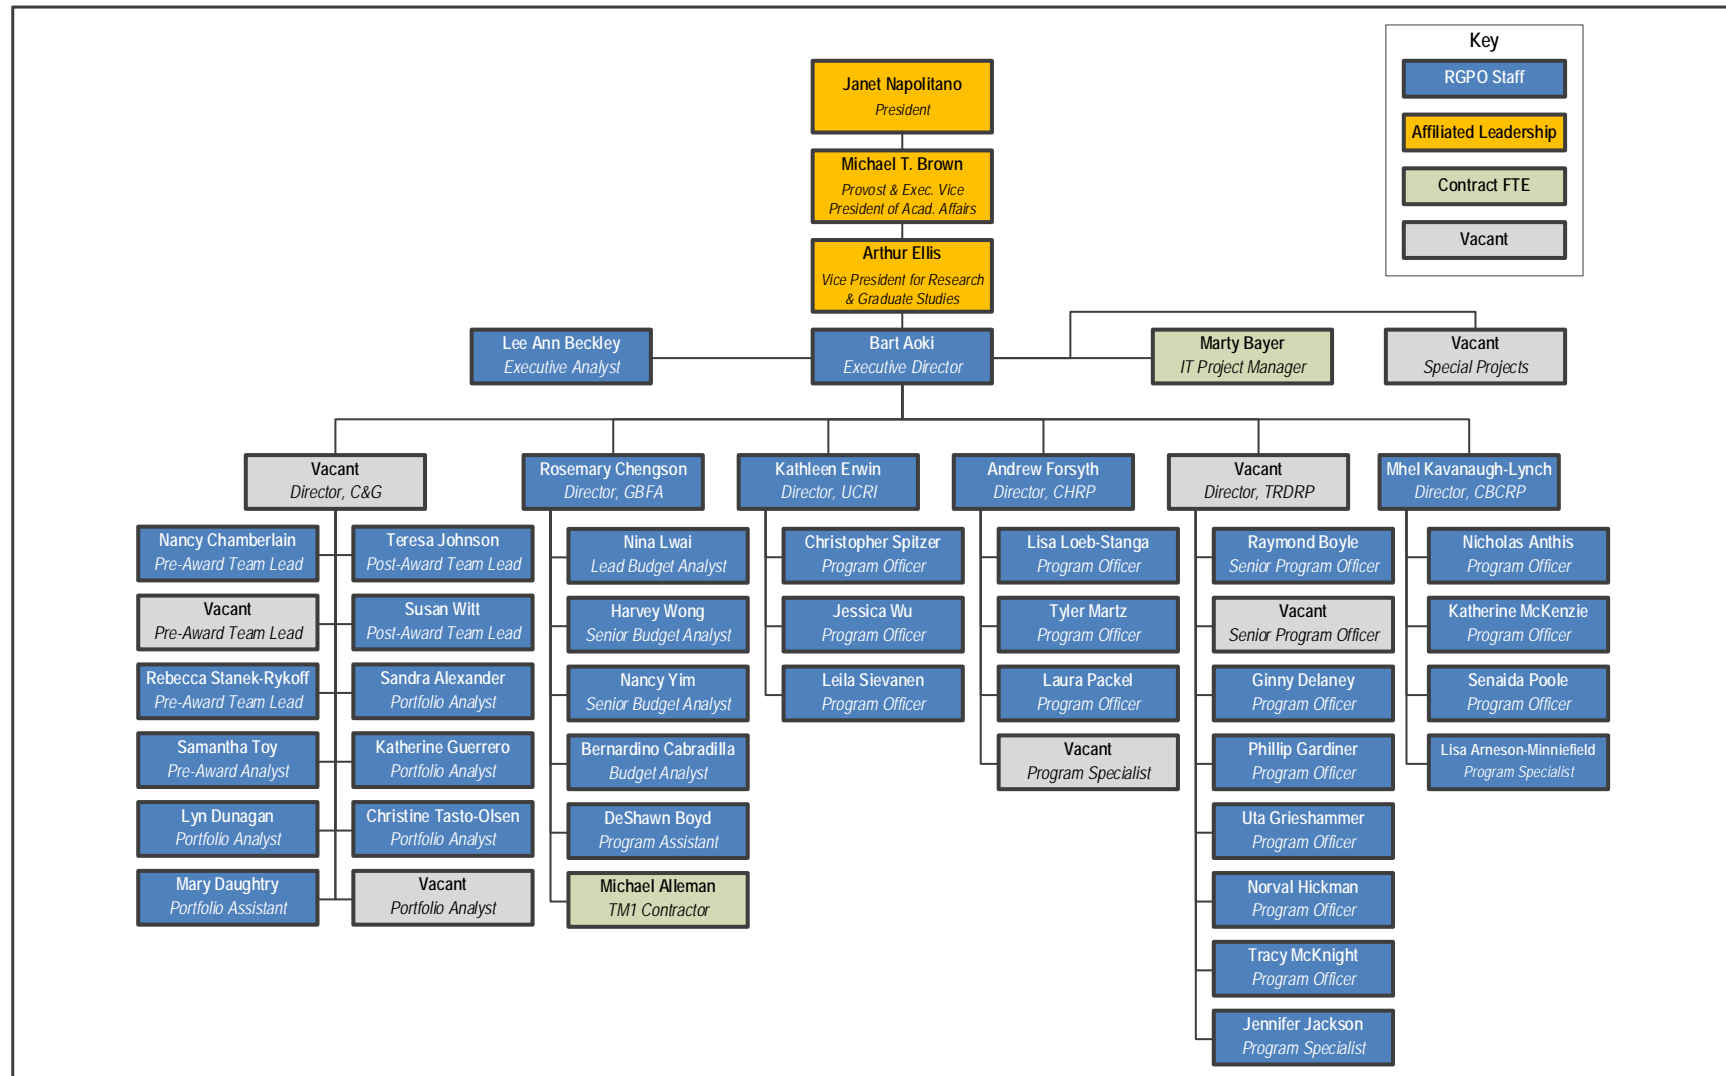 Key
RGPO Staff
Affiliated Leadership
Contract FTE
Vacant
Janet Napolitano
President
Michael T. Brown
Provost & Exec. Vice
President of Acad. Affairs
Arthur Ellis
Vice President for Research
& Graduate Studies
Lee Ann Beckley
Executive Analyst
Bart Aoki
Executive Director
Marty Bayer
IT Project Manager
Vacant
Special Projects
Vacant
Director, C&G
Nancy Chamberlain
Pre-Award Team Lead
Vacant
Pre-Award Team Lead
Rebecca Stanek-Rykoff
Pre-Award Team Lead
Samantha Toy
Pre-Award Analyst
Lyn Dunagan
Portfolio Analyst
Mary Daughtry
Portfolio Assistant
Teresa Johnson
Post-Award Team Lead
Susan Witt
Post-Award Team Lead
Sandra Alexander
Portfolio Analyst
Katherine Guerrero
Portfolio Analyst
Christine Tasto-Olsen
Portfolio Analyst
Vacant
Portfolio Analyst
Rosemary Chengson
Director, GBFA
Nina Lwai
Lead Budget Analyst
Harvey Wong
Senior Budget Analyst
Nancy Yim
Senior Budget Analyst
Bernardino Cabradilla
Budget Analyst
DeShawn Boyd
Program Assistant
Michael Alleman
TM1 Contractor
Kathleen Erwin
Director, UCRI
Christopher Spitzer
Program Officer
Jessica Wu
Program Officer
Leila Sievanen
Program Officer
Andrew Forsyth
Director, CHRP
Lisa Loeb-Stanga
Program Officer
Tyler Martz
Program Officer
Laura Packel
Program Officer
Vacant
Program Specialist
Vacant
Director, TRDRP
Raymond Boyle
Senior Program Officer
Vacant
Senior Program Officer
Ginny Delaney
Program Officer
Phillip Gardiner
Program Officer
Uta Grieshammer
Program Officer
Norval Hickman
Program Officer
Tracy McKnight
Program Officer
Jennifer Jackson
Program Specialist
Mhel Kavanaugh-Lynch
Director, CBCRP
Nicholas Anthis
Program Officer
Katherine McKenzie
Program Officer
Senaida Poole
Program Officer
Lisa Arneson-Minniefield
Program Specialist